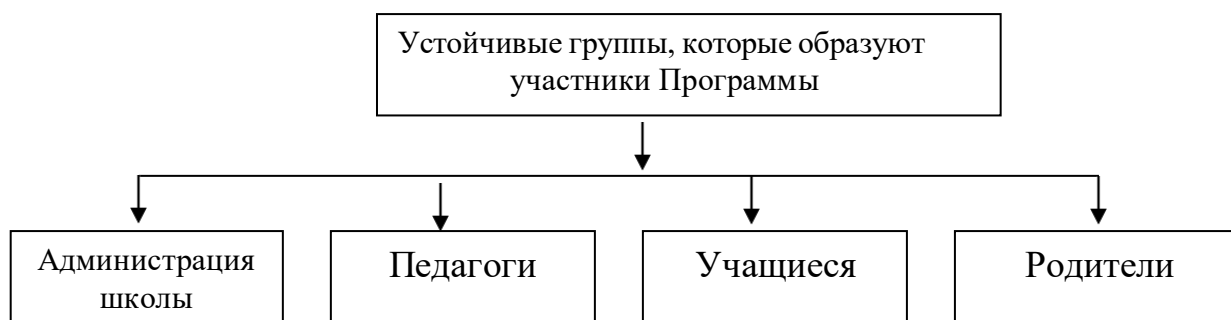 Устойчивые группы, которые образуют
участники Программы
Администрация
школы
Педагоги
Учащиеся
Родители